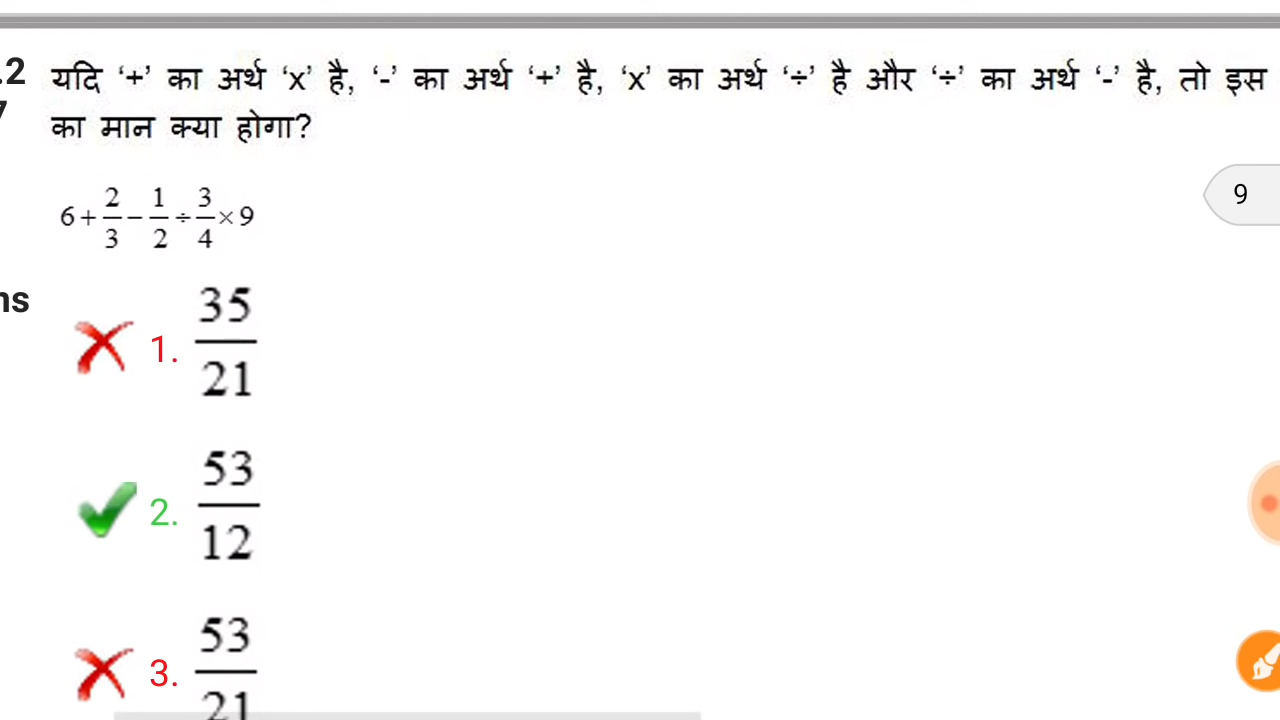 .2 यदि ‘+’ का अर्थ ‘x’ है, ‘-’ का अर्थ ‘+’ है, ‘x’ का अर्थ ‘÷’ है और ‘÷’ का अर्थ ‘-’ है, तो इस
7 का मान क्या होगा?
6+2/3−1/2÷3/4×9
9
ns
1. 35/21
2. 53/12
3. 53/21